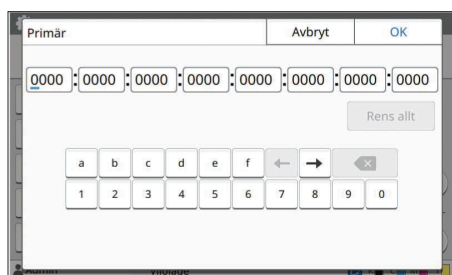 Primär Avbryt OK
0000:0000:0000:0000:0000:0000:0000:0000
Rens allt
a b c d e f ← →
1 2 3 4 5 6 7 8 9 0
Admin